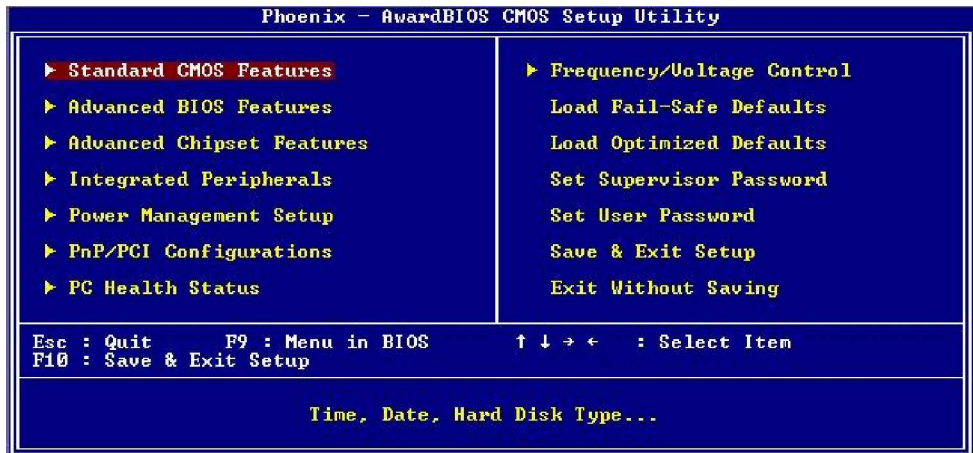 Phoenix - AwardBIOS CMOS Setup Utility
▶ Standard CMOS Features
▶ Advanced BIOS Features
▶ Advanced Chipset Features
▶ Integrated Peripherals
▶ Power Management Setup
▶ PnP/PCI Configurations
▶ PC Health Status
▶ Frequency/Voltage Control
Load Fail-Safe Defaults
Load Optimized Defaults
Set Supervisor Password
Set User Password
Save & Exit Setup
Exit Without Saving
Esc : Quit F9 : Menu in BIOS ↑ ↓ → ← : Select Item
F10 : Save & Exit Setup
Time, Date, Hard Disk Type...